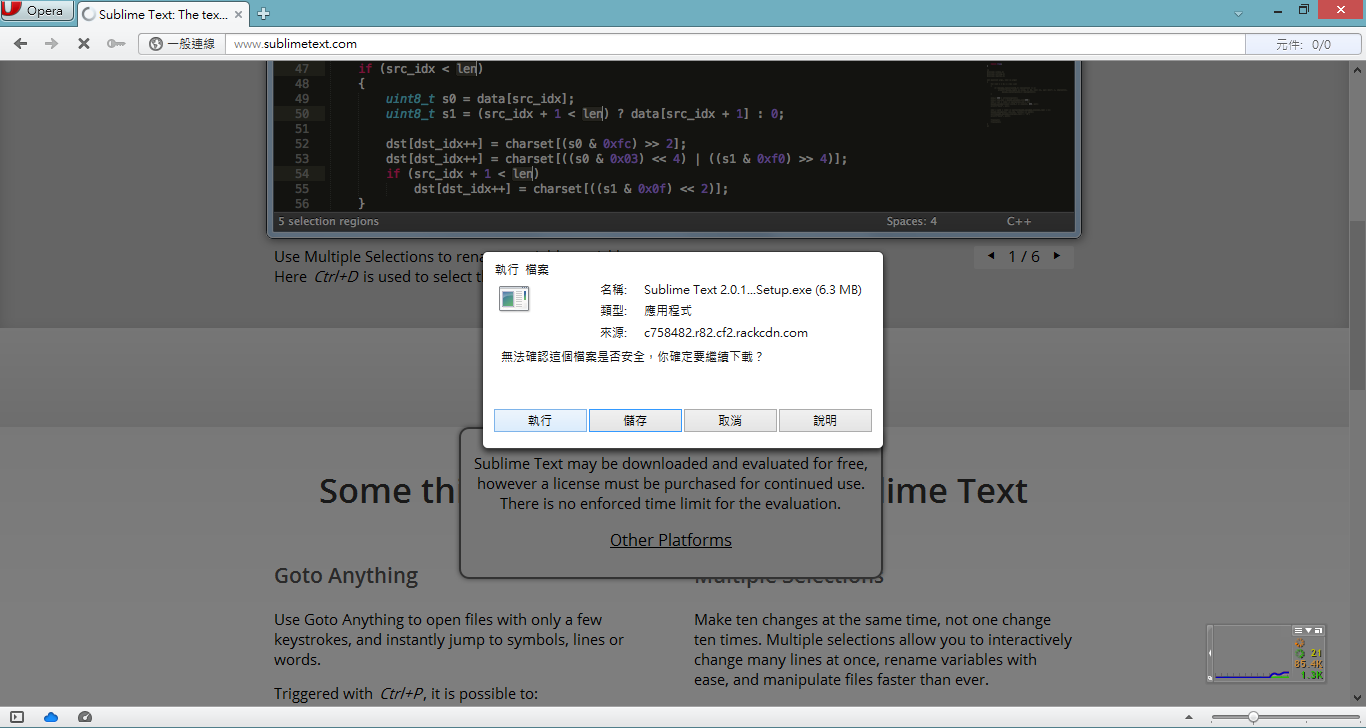 Opera
Sublime Text: The tex...
一般連線
www.sublimetext.com
元件: 0/0
47 if (src_idx < len)
48 {
49 uint8_t s0 = data[src_idx];
50 uint8_t s1 = (src_idx + 1 < len) ? data[src_idx + 1] : 0;
51
52 dst[dst_idx++] = charset[(s0 & 0xfc) >> 2];
53 dst[dst_idx++] = charset[((s0 & 0x03) << 4) | ((s1 & 0xf0) >> 4)];
54 if (src_idx + 1 < len)
55 dst[dst_idx++] = charset[((s1 & 0x0f) << 2)];
56 }
5 selection regions
Spaces: 4
C++
Use Multiple Selections to
Here Ctrl+D is used to select
1 / 6
執行 檔案
名稱: Sublime Text 2.0.1...Setup.exe (6.3 MB)
類型: 應用程式
來源: c758482.r82.cf2.rackcdn.com
無法確認這個檔案是否安全，你確定要繼續下載？
執行
儲存
取消
說明
Sublime Text may be downloaded and evaluated for free,
however a license must be purchased for continued use.
There is no enforced time limit for the evaluation.
Other Platforms
Some Text
Goto Anything
Use Goto Anything to open files with only a few
keystrokes, and instantly jump to symbols, lines or
words.
Triggered with Ctrl+P, it is possible to:
Multiple Selections
Make ten changes at the same time, not one change
ten times. Multiple selections allow you to interactively
change many lines at once, rename variables with
ease, and manipulate files faster than ever.
21
85.4K
1.9K